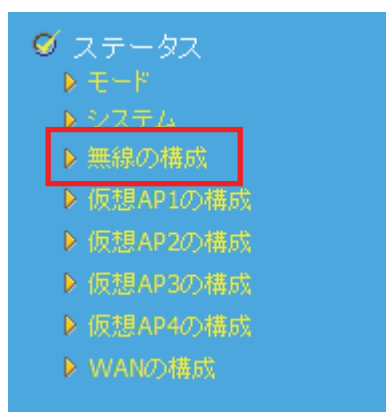 ステータス
モード
システム
無線の構成
仮想AP1の構成
仮想AP2の構成
仮想AP3の構成
仮想AP4の構成
WANの構成